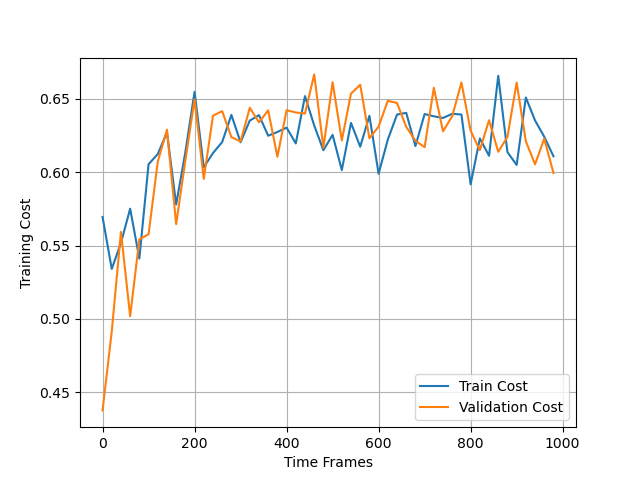 0.65
0.60
0.55
0.50
0.45
Training Cost
Train Cost
Validation Cost
0 200 400 600 800 1000
Time Frames